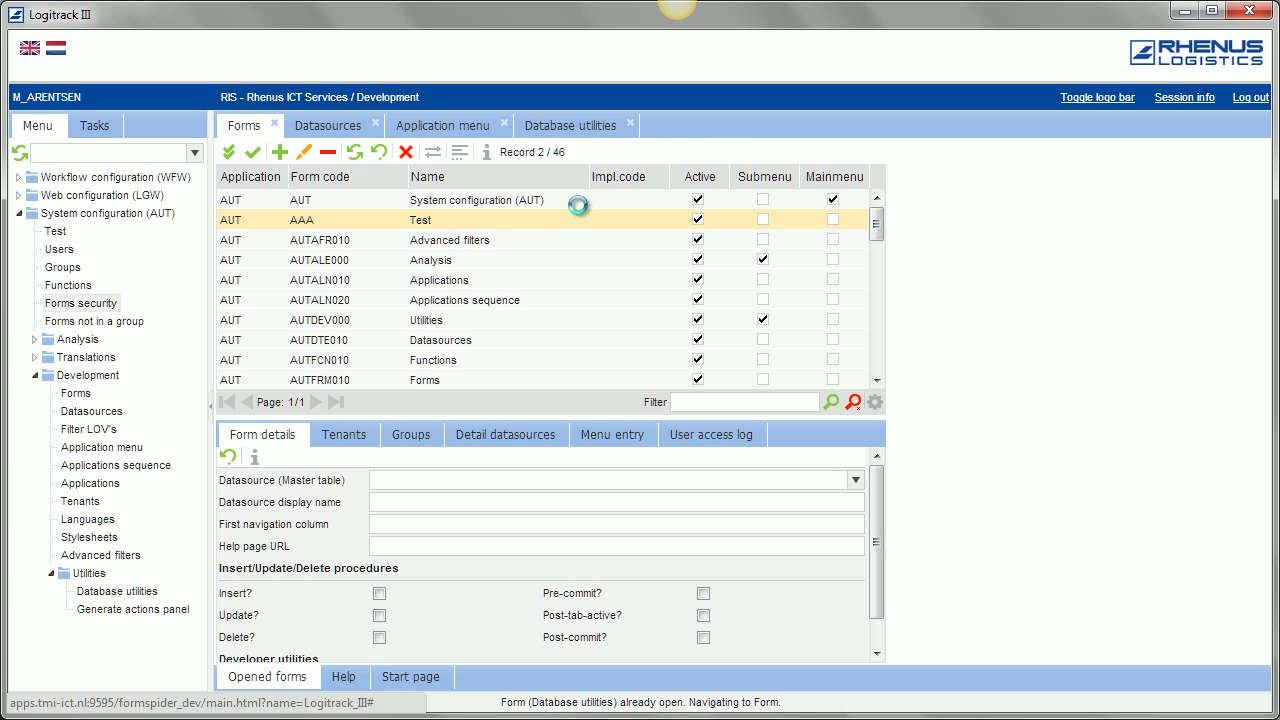 Logitrack III
RHENUS
LOGISTICS
M_ARENTSEN
RIS - Rhenus ICT Services / Development
Toggle logo bar
Session info
Log out
Menu
Tasks
Forms
Datasources
Application menu
Database utilities
Record 2 / 46
Workflow configuration (WFW)
Web configuration (LGW)
System configuration (AUT)
Test
Users
Groups
Functions
Forms security
Forms not in a group
Analysis
Translations
Development
Forms
Datasources
Filter LOV's
Application menu
Applications sequence
Applications
Tenants
Languages
Stylesheets
Advanced filters
Utilities
Database utilities
Generate actions panel
Application Form code Name Impl.code Active Submenu Mainmenu
AUT AUT System configuration (AUT)
AUT AAA Test
AUT AUTAFR010 Advanced filters
AUT AUTALE000 Analysis
AUT AUTALN010 Applications
AUT AUTALN020 Applications sequence
AUT AUTDEV000 Utilities
AUT AUTDTE010 Datasources
AUT AUTFCN010 Functions
AUT AUTFRM010 Forms
Page: 1/1
Filter
Form details
Tenants
Groups
Detail datasources
Menu entry
User access log
Datasource (Master table)
Datasource display name
First navigation column
Help page URL
Insert/Update/Delete procedures
Insert? Pre-commit?
Update? Post-tab-active?
Delete? Post-commit?
Developer utilities
Opened forms
Help
Start page
apps.tmi-ict.nl:9595/formspider_dev/main.html?name=Logitrack_III#
Form (Database utilities) already open. Navigating to Form.